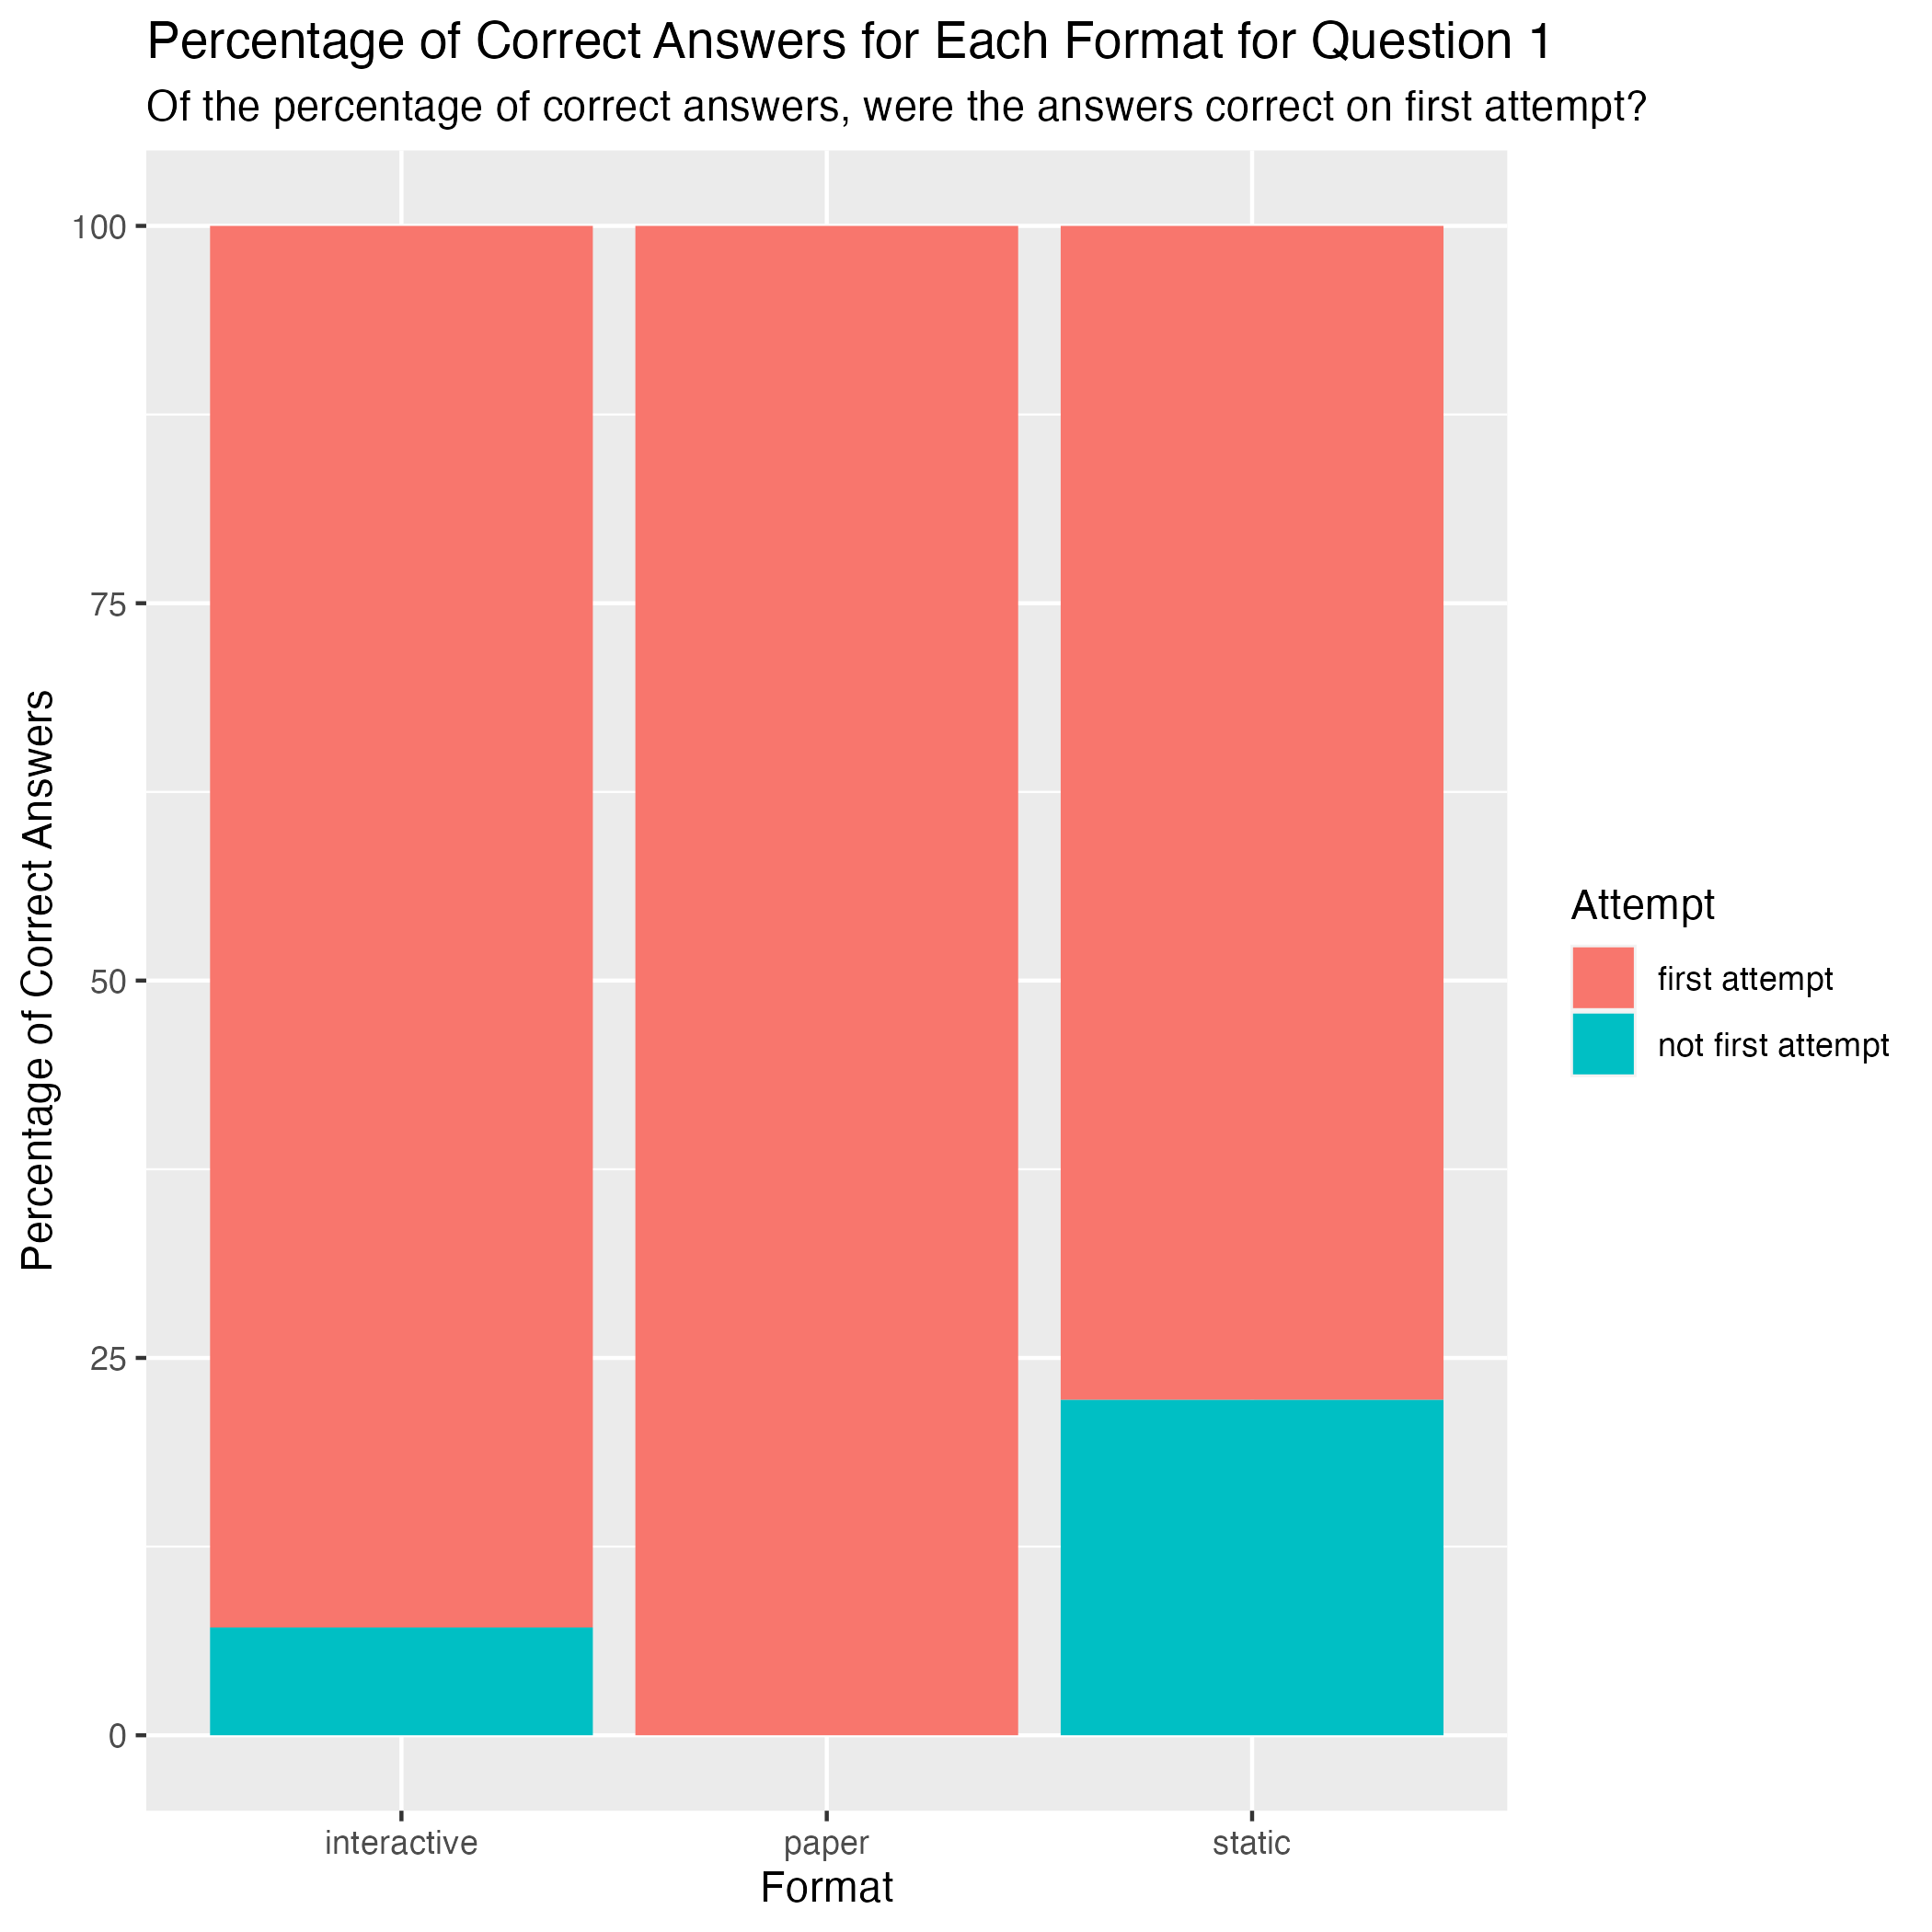 Percentage of Correct Answers for Each Format for Question 1
Of the percentage of correct answers, were the answers correct on first attempt?
Percentage of Correct Answers
100
75
50
25
0
interactive
paper
static
Format
Attempt
first attempt
not first attempt